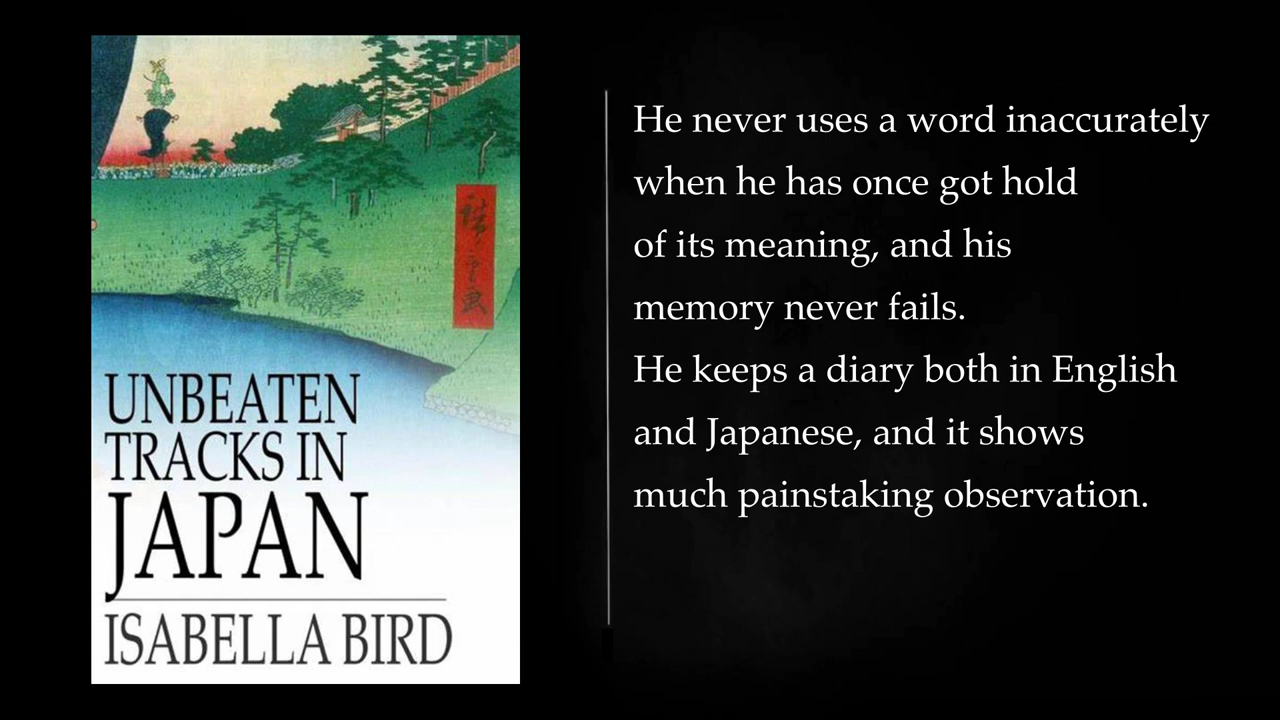 UNBEATEN
TRACKS IN
JAPAN
ISABELLA BIRD
He never uses a word inaccurately
when he has once got hold
of its meaning, and his
memory never fails.
He keeps a diary both in English
and Japanese, and it shows
much painstaking observation.